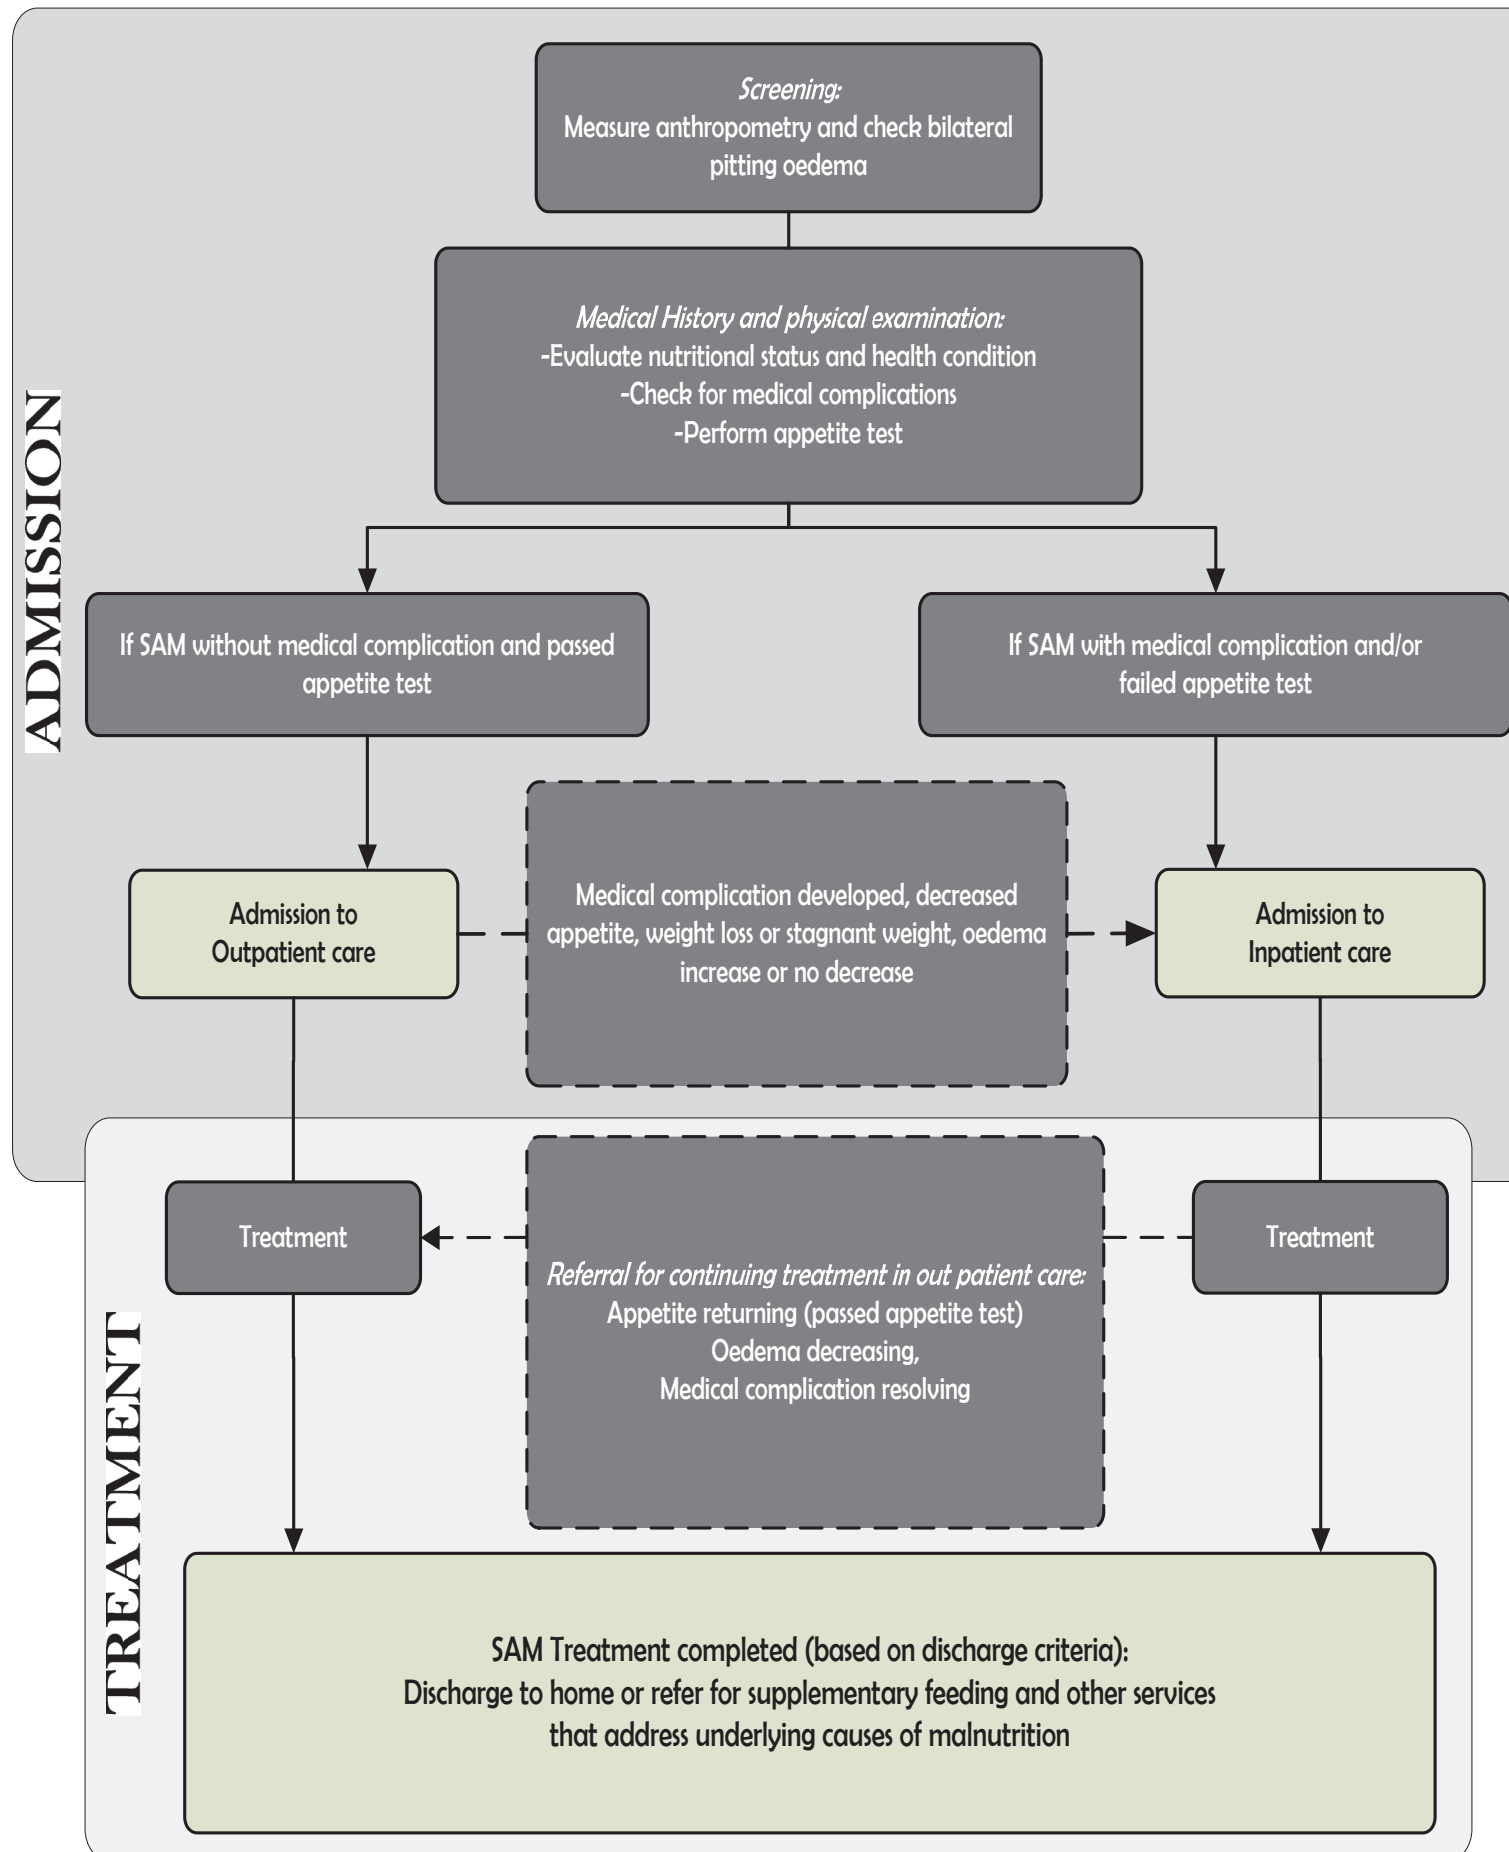 Screening:
Measure anthropometry and check bilateral
pitting oedema
Medical History and physical examination:
-Evaluate nutritional status and health condition
-Check for medical complications
-Perform appetite test
ADMISSION
If SAM without medical complication and passed
appetite test
If SAM with medical complication and/or
failed appetite test
Admission to
Outpatient care
Medical complication developed, decreased
appetite, weight loss or stagnant weight, oedema
increase or no decrease
Admission to
Inpatient care
Treatment
Referral for continuing treatment in out patient care:
Appetite returning (passed appetite test)
Oedema decreasing,
Medical complication resolving
Treatment
TREATMENT
SAM Treatment completed (based on discharge criteria):
Discharge to home or refer for supplementary feeding and other services
that address underlying causes of malnutrition